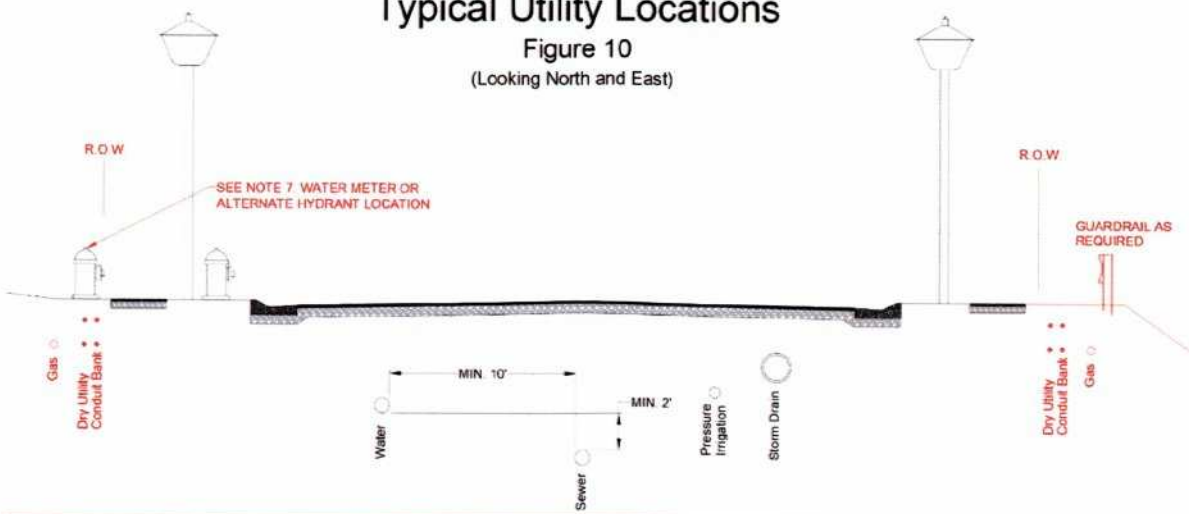 Typical Utility Locations
Figure 10
(Looking North and East)
R.O.W
SEE NOTE 7. WATER METER OR
ALTERNATE HYDRANT LOCATION
R.O.W.
GUARDRAIL AS
REQUIRED
Gas
Dry Utility
Conduit Bank
MIN. 10'
MIN. 2'
Water
Sewer
Pressure
Irrigation
Storm Drain
Dry Utility
Conduit Bank
Gas